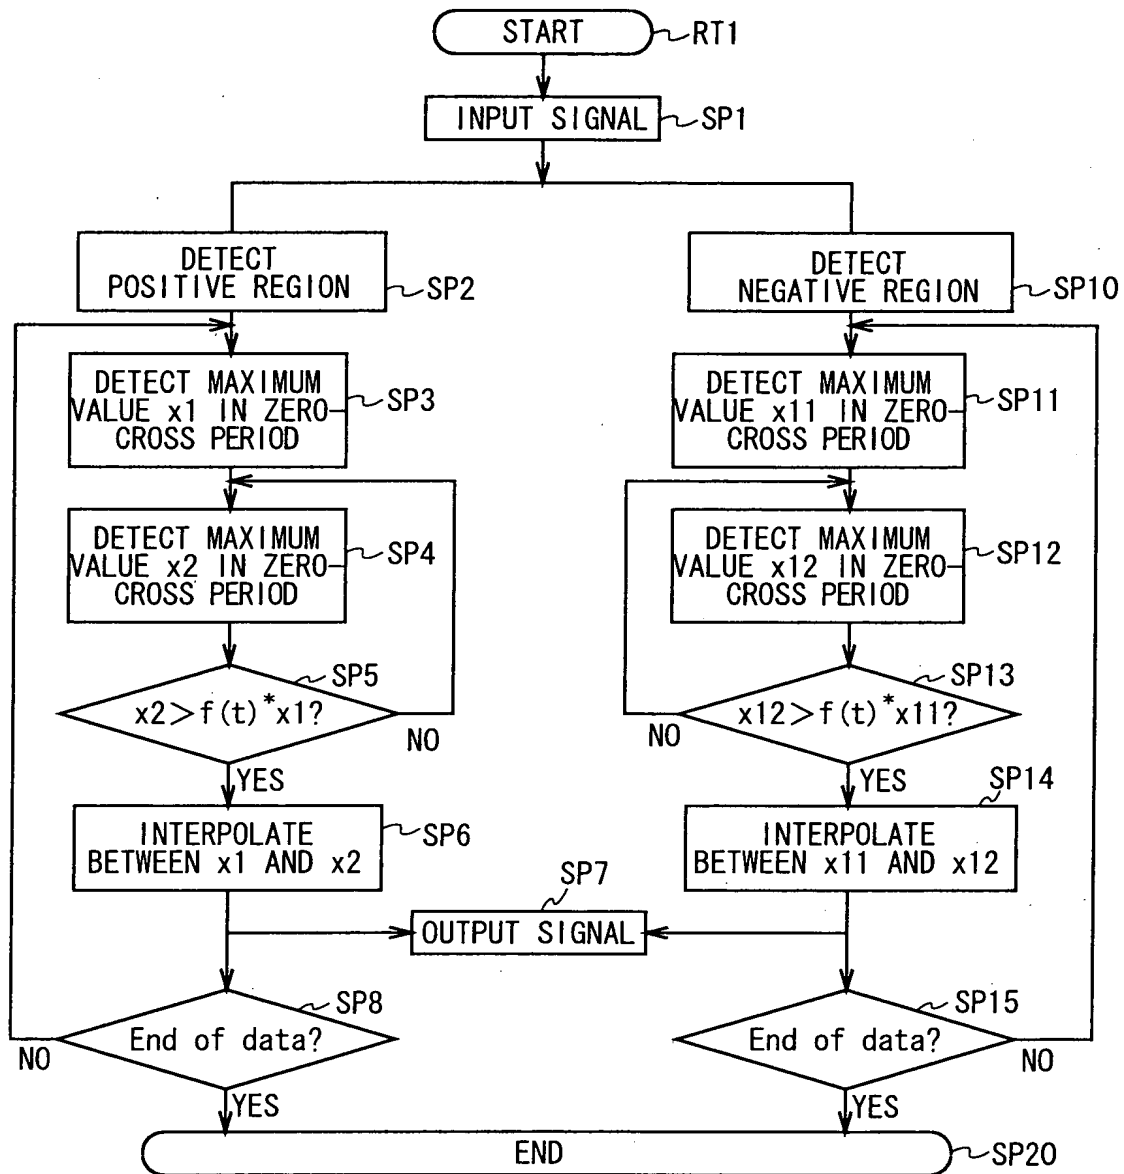 START
RT1
INPUT SIGNAL
SP1
DETECT
POSITIVE REGION
SP2
DETECT
NEGATIVE REGION
SP10
DETECT MAXIMUM
VALUE x1 IN ZERO-
CROSS PERIOD
SP3
DETECT MAXIMUM
VALUE x11 IN ZERO-
CROSS PERIOD
SP11
DETECT MAXIMUM
VALUE x2 IN ZERO-
CROSS PERIOD
SP4
DETECT MAXIMUM
VALUE x12 IN ZERO-
CROSS PERIOD
SP12
x2>f(t)*x1?
SP5
NO
YES
x12>f(t)*x11?
SP13
NO
YES
INTERPOLATE
BETWEEN x1 AND x2
SP6
INTERPOLATE
BETWEEN x11 AND x12
SP14
OUTPUT SIGNAL
SP7
End of data?
SP8
NO
YES
End of data?
SP15
NO
YES
END
SP20